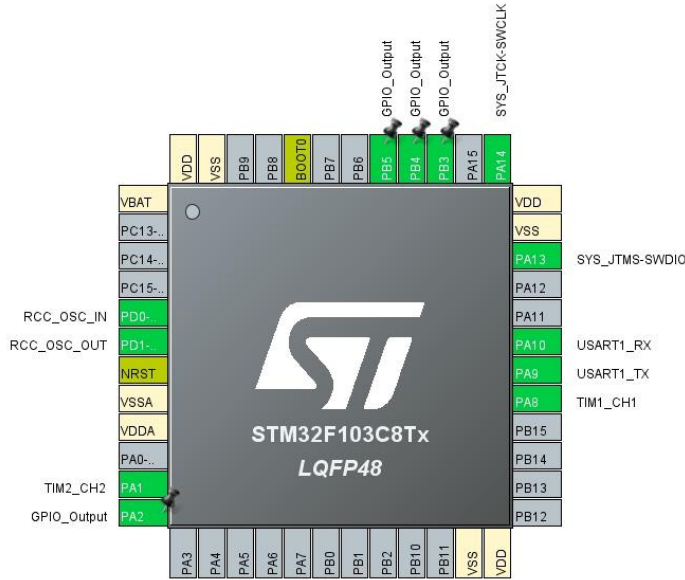 GPIO_Output
GPIO_Output
GPIO_Output
SYS_JTCK-SWCLK
VDD
VSS
PB9
PB8
BOOT0
PB7
PB6
PB5
PB4
PB3
PA15
PA14
VBAT
PC13-..
PC14-..
PC15-..
RCC_OSC_IN PD0-..
RCC_OSC_OUT PD1-..
NRST
VSSA
VDDA
PA0-..
TIM2_CH2 PA1
GPIO_Output PA2
ST
STM32F103C8Tx
LQFP48
VDD
VSS
PA13 SYS_JTMS-SWDIO
PA12
PA11
PA10 USART1_RX
PA9 USART1_TX
PA8 TIM1_CH1
PB15
PB14
PB13
PB12
PA3
PA4
PA5
PA6
PA7
PB0
PB1
PB2
PB10
PB11
VSS
VDD